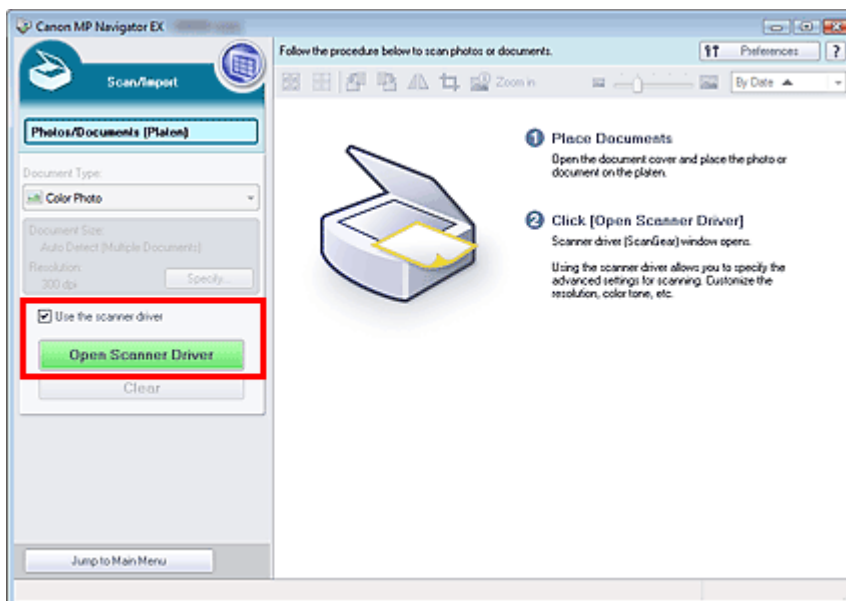 Canon MP Navigator EX
Scan/Import
Follow the procedure below to scan photos or documents.
Preferences
?
Zoom in
By Date
Photos/Documents (Platen)
Document Type:
Color Photo
Document Size:
Auto Detect (Multiple Documents)
Resolution:
300 dpi
Specify...
Use the scanner driver
Open Scanner Driver
Clear
Jump to Main Menu
1 Place Documents
Open the document cover and place the photo or
document on the platen.
2 Click [Open Scanner Driver]
Scanner driver (ScanGear) window opens.
Using the scanner driver allows you to specify the
advanced settings for scanning. Customize the
resolution, color tone, etc.